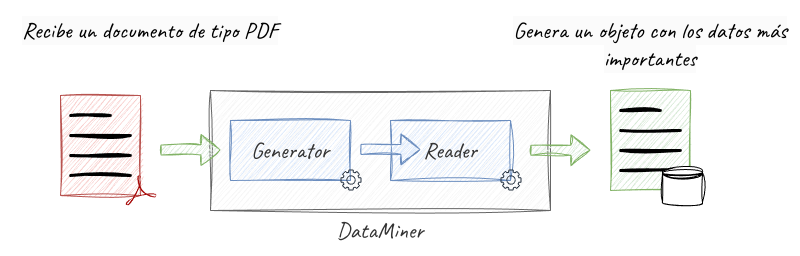 Recibe un documento de tipo PDF
Genera un objeto con los datos más
importantes
Generator
Reader
DataMiner